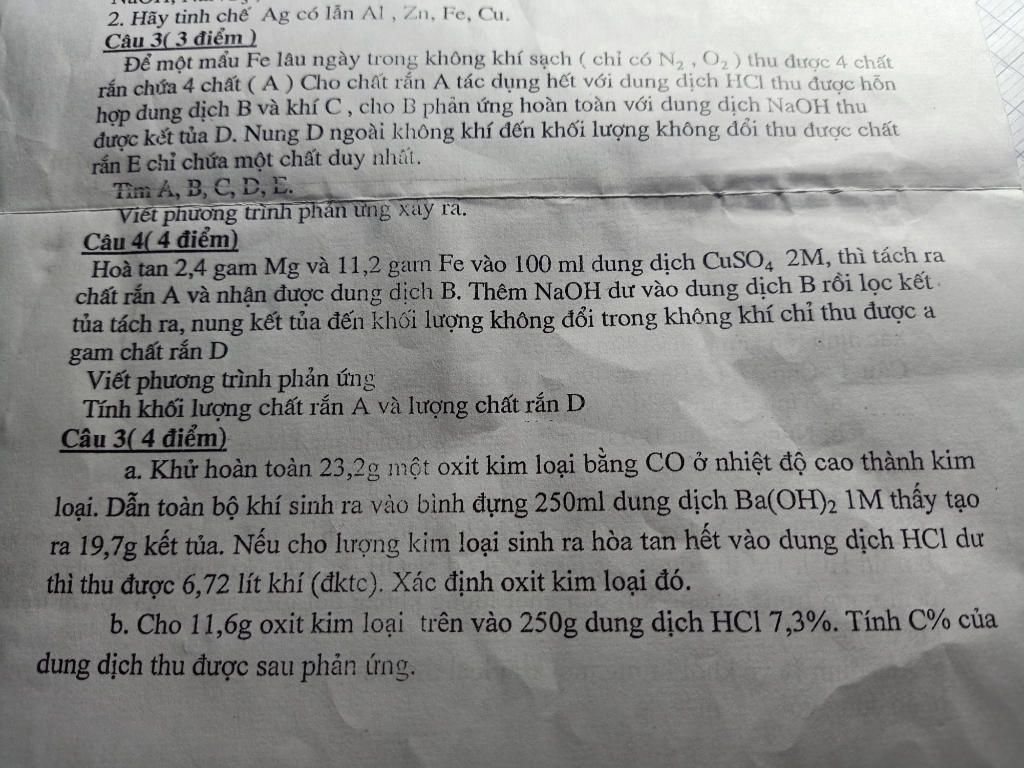 2. Hãy tinh chế Ag có lẫn Al , Zn, Fe, Cu.
Câu 3( 3 điểm )
Để một mẩu Fe lâu ngày trong không khí sạch ( chỉ có N₂ , O₂ ) thu được 4 chất
rắn chứa 4 chất ( A ) Cho chất rắn A tác dụng hết với dung dịch HCl thu được hỗn
hợp dung dịch B và khí C , cho B phản ứng hoàn toàn với dung dịch NaOH thu
được kết tủa D. Nung D ngoài không khí đến khối lượng không đổi thu được chất
rắn E chỉ chứa một chất duy nhất.
Tìm A, B, C, D, E.
Viết phương trình phản ứng xảy ra.
Câu 4( 4 điểm)
Hoà tan 2,4 gam Mg và 11,2 gam Fe vào 100 ml dung dịch CuSO₄ 2M, thì tách ra
chất rắn A và nhận được dung dịch B. Thêm NaOH dư vào dung dịch B rồi lọc kết
tủa tách ra, nung kết tủa đến khối lượng không đổi trong không khí chỉ thu được a
gam chất rắn D
Viết phương trình phản ứng
Tính khối lượng chất rắn A và lượng chất rắn D
Câu 3( 4 điểm)
a. Khử hoàn toàn 23,2g một oxit kim loại bằng CO ở nhiệt độ cao thành kim
loại. Dẫn toàn bộ khí sinh ra vào bình đựng 250ml dung dịch Ba(OH)₂ 1M thấy tạo
ra 19,7g kết tủa. Nếu cho lượng kim loại sinh ra hòa tan hết vào dung dịch HCl dư
thì thu được 6,72 lít khí (đktc). Xác định oxit kim loại đó.
b. Cho 11,6g oxit kim loại trên vào 250g dung dịch HCl 7,3%. Tính C% của
dung dịch thu được sau phản ứng.